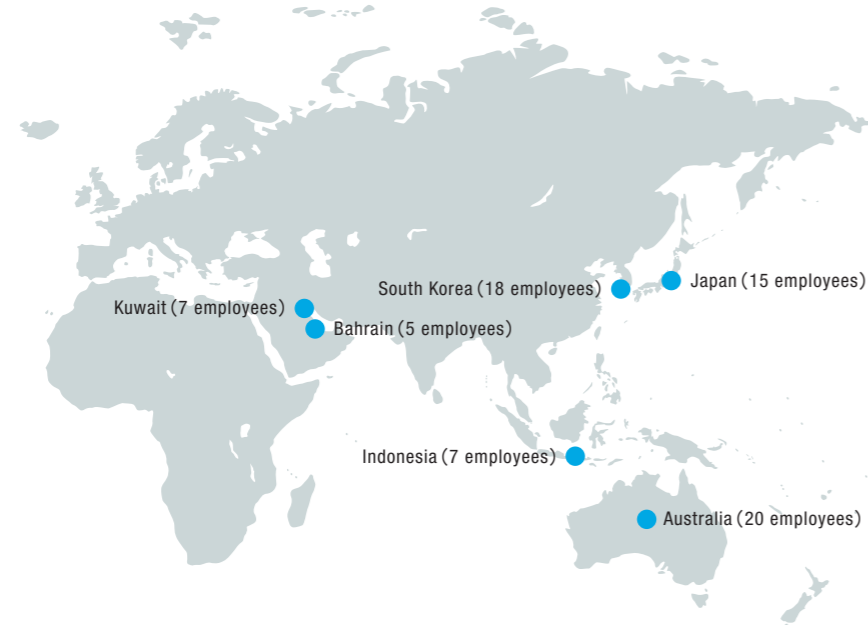 Japan (15 employees)
South Korea (18 employees)
Kuwait (7 employees)
Bahrain (5 employees)
Indonesia (7 employees)
Australia (20 employees)